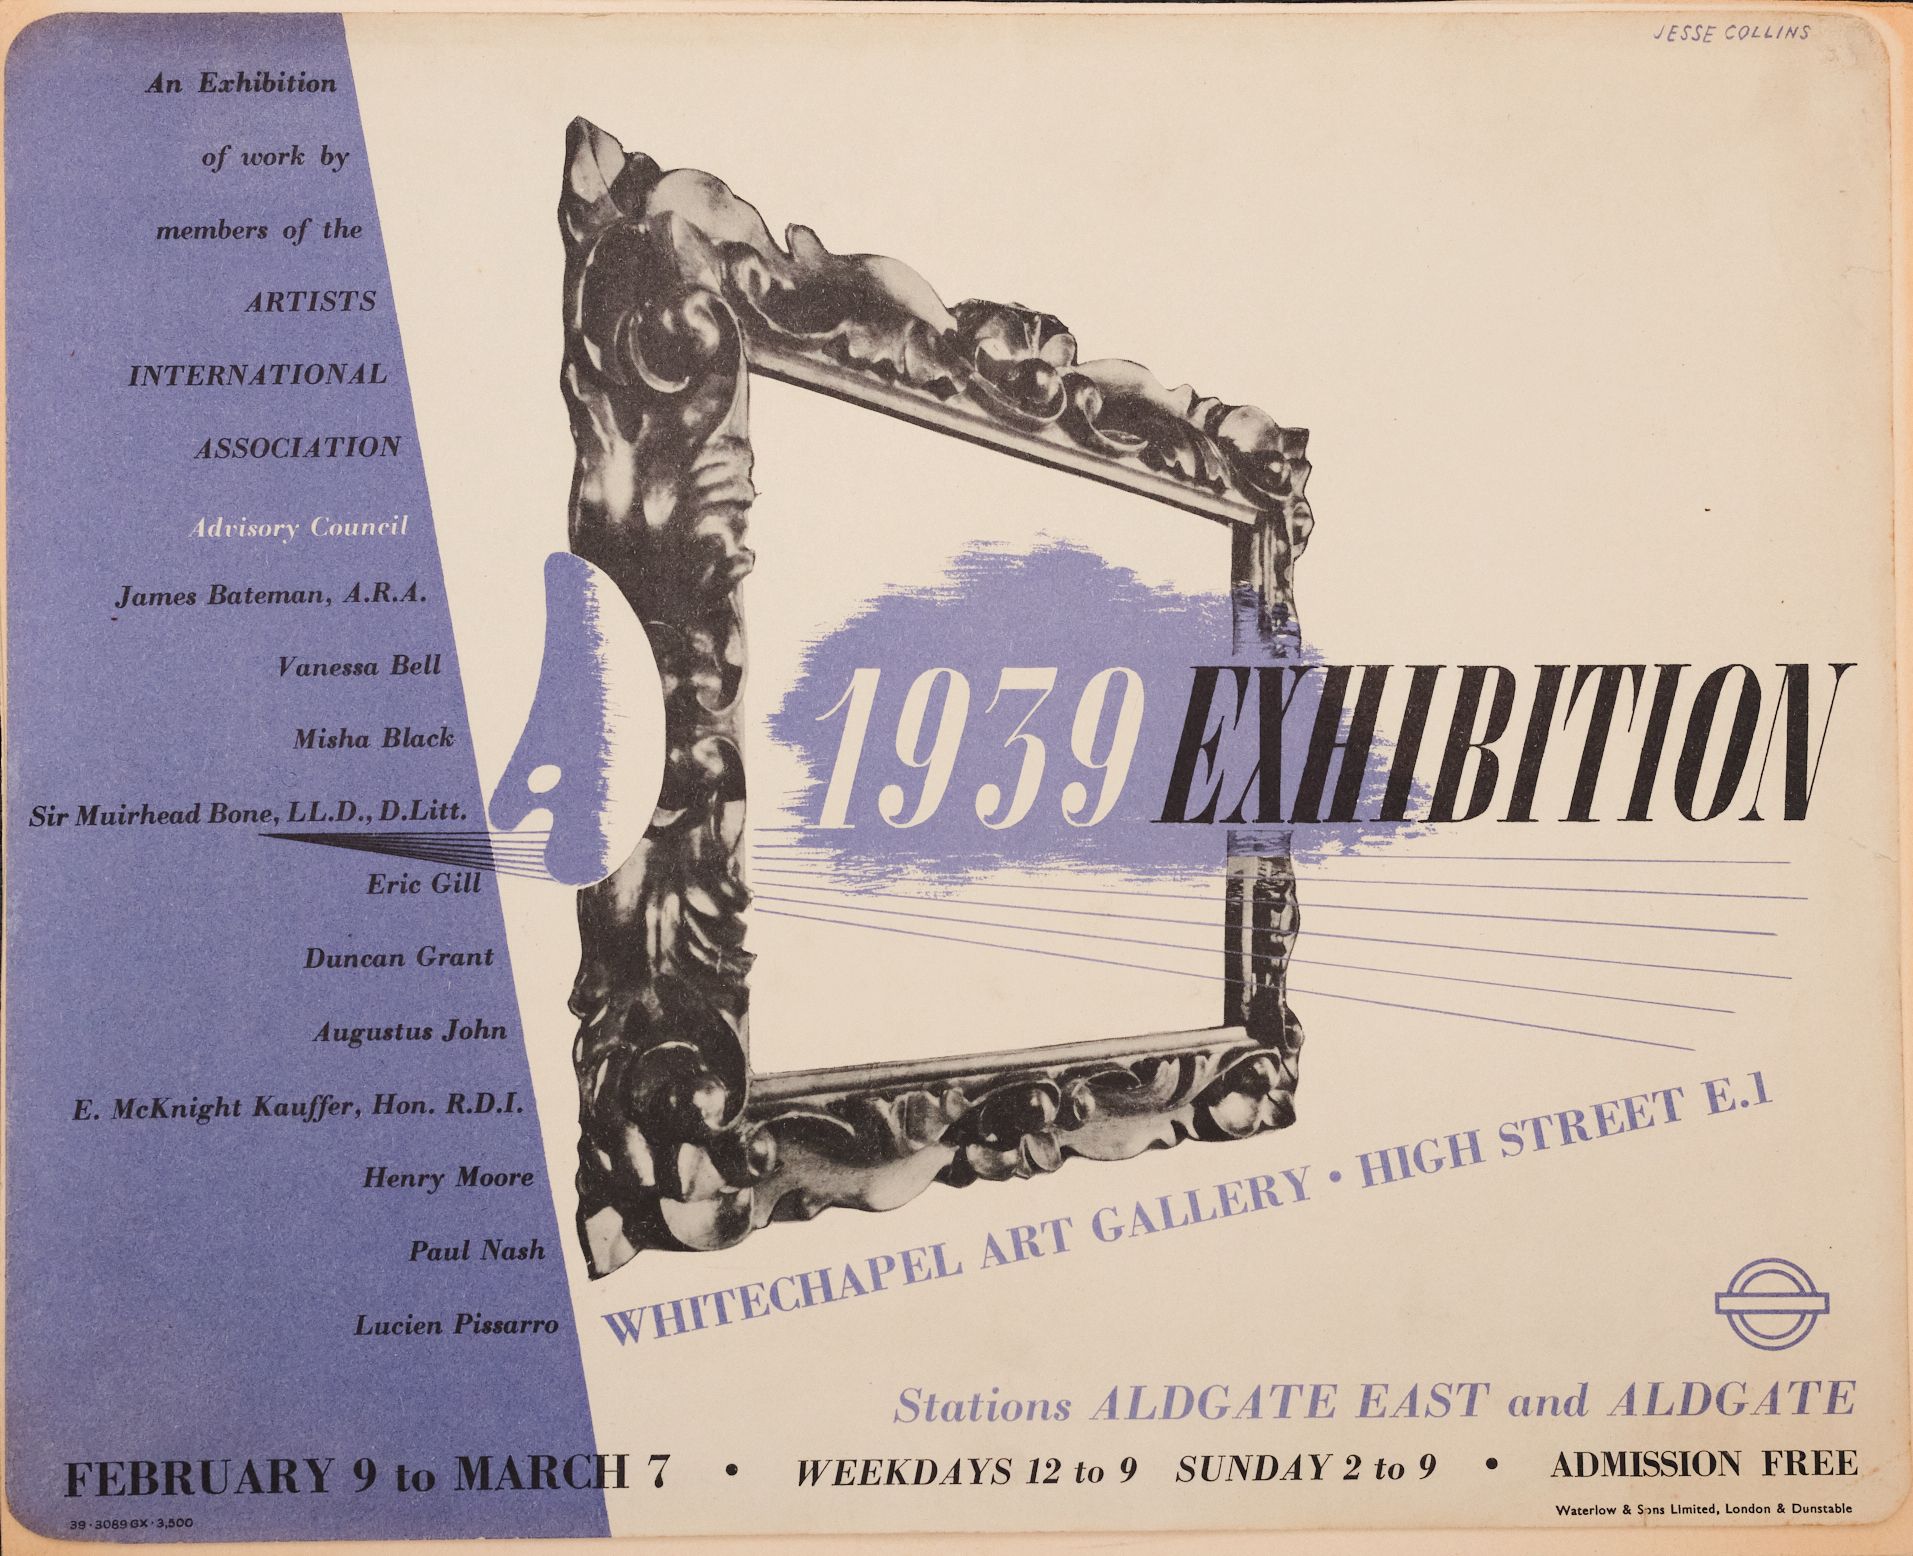 JESSE COLLINS
An Exhibition
of work by
members of the
ARTISTS
INTERNATIONAL
ASSOCIATION
Advisory Council
James Bateman, A.R.A.
Vanessa Bell
Misha Black
Sir Muirhead Bone, LL.D., D.Litt.
Eric Gill
Duncan Grant
Augustus John
E. McKnight Kauffer, Hon. R.D.I.
Henry Moore
Paul Nash
Lucien Pissarro
1939 EXHIBITION
WHITECHAPEL ART GALLERY • HIGH STREET E.1
Stations ALDGATE EAST and ALDGATE
FEBRUARY 9 to MARCH 7 • WEEKDAYS 12 to 9 SUNDAY 2 to 9 • ADMISSION FREE
39·3089GX·3,500
Waterlow & Sons Limited, London & Dunstable